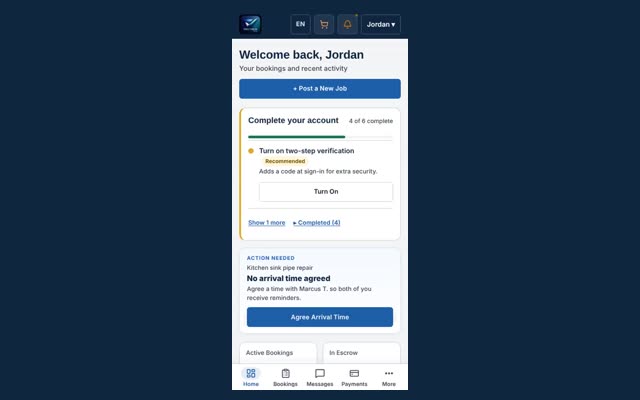 EN
Jordan ▾
Welcome back, Jordan
Your bookings and recent activity
+ Post a New Job
Complete your account
4 of 6 complete
Turn on two-step verification
Recommended
Adds a code at sign-in for extra security.
Turn On
Show 1 more
▸ Completed (4)
ACTION NEEDED
Kitchen sink pipe repair
No arrival time agreed
Agree a time with Marcus T. so both of you
receive reminders.
Agree Arrival Time
Active Bookings
In Escrow
Home
Bookings
Messages
Payments
More